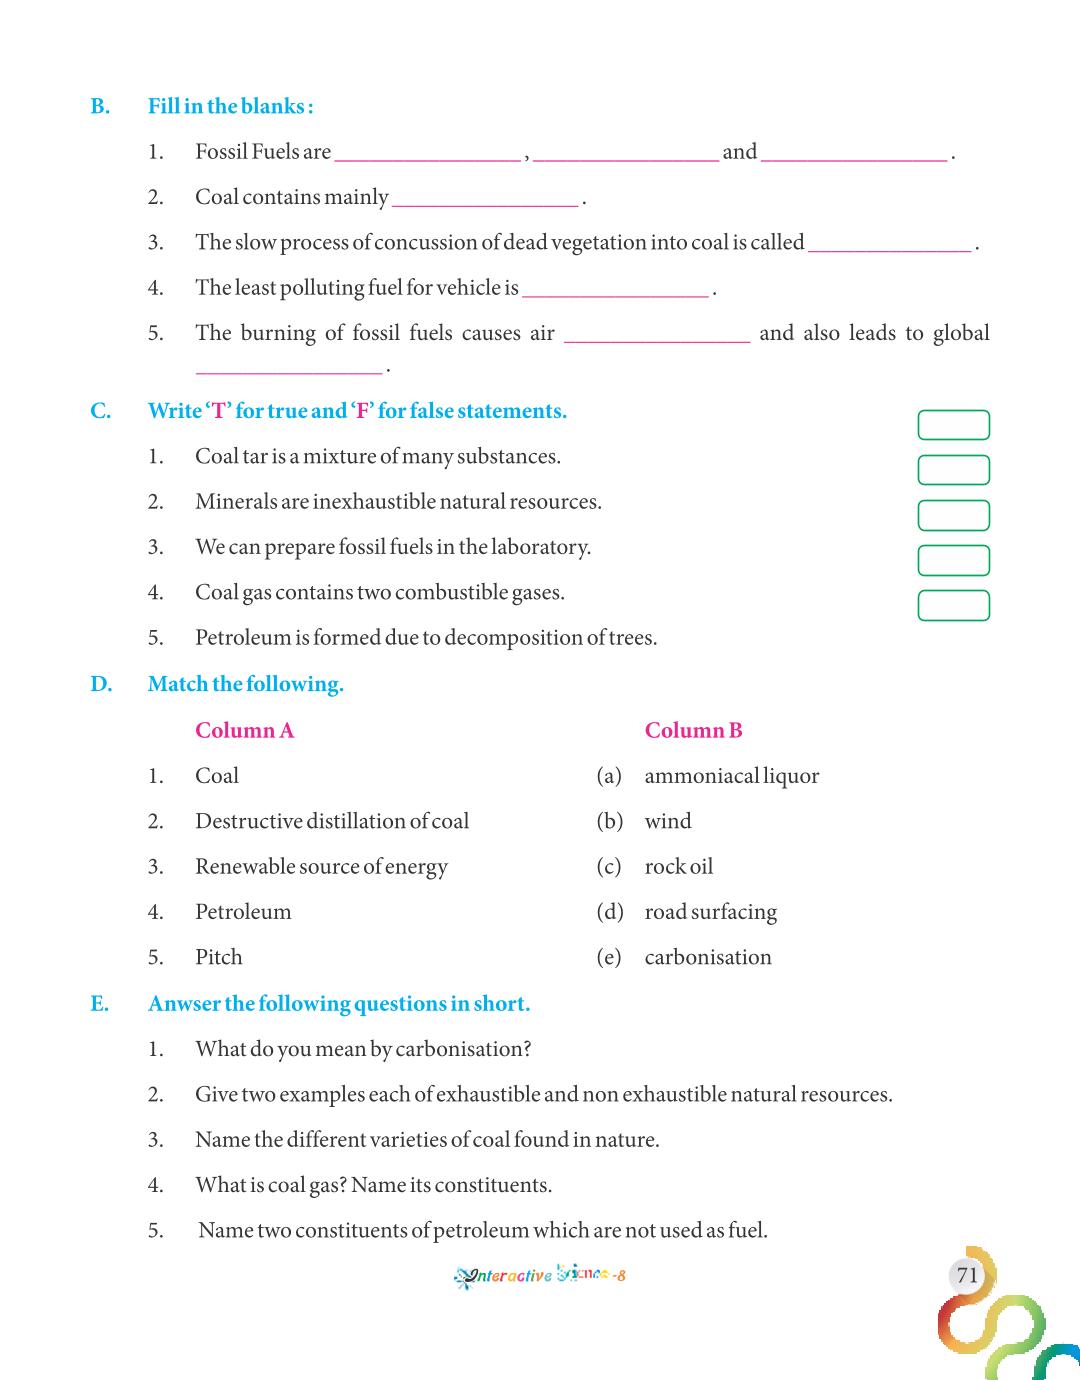 B. Fill in the blanks :
1. Fossil Fuels are ________________ , ________________ and ________________ .
2. Coal contains mainly ________________ .
3. The slow process of concussion of dead vegetation into coal is called ______________ .
4. The least polluting fuel for vehicle is ________________ .
5. The burning of fossil fuels causes air ________________ and also leads to global
________________ .
C. Write ‘T’ for true and ‘F’ for false statements.
1. Coal tar is a mixture of many substances.
2. Minerals are inexhaustible natural resources.
3. We can prepare fossil fuels in the laboratory.
4. Coal gas contains two combustible gases.
5. Petroleum is formed due to decomposition of trees.
D. Match the following.
Column A Column B
1. Coal (a) ammoniacal liquor
2. Destructive distillation of coal (b) wind
3. Renewable source of energy (c) rock oil
4. Petroleum (d) road surfacing
5. Pitch (e) carbonisation
E. Anwser the following questions in short.
1. What do you mean by carbonisation?
2. Give two examples each of exhaustible and non exhaustible natural resources.
3. Name the different varieties of coal found in nature.
4. What is coal gas? Name its constituents.
5. Name two constituents of petroleum which are not used as fuel.
Interactive Science -8
71